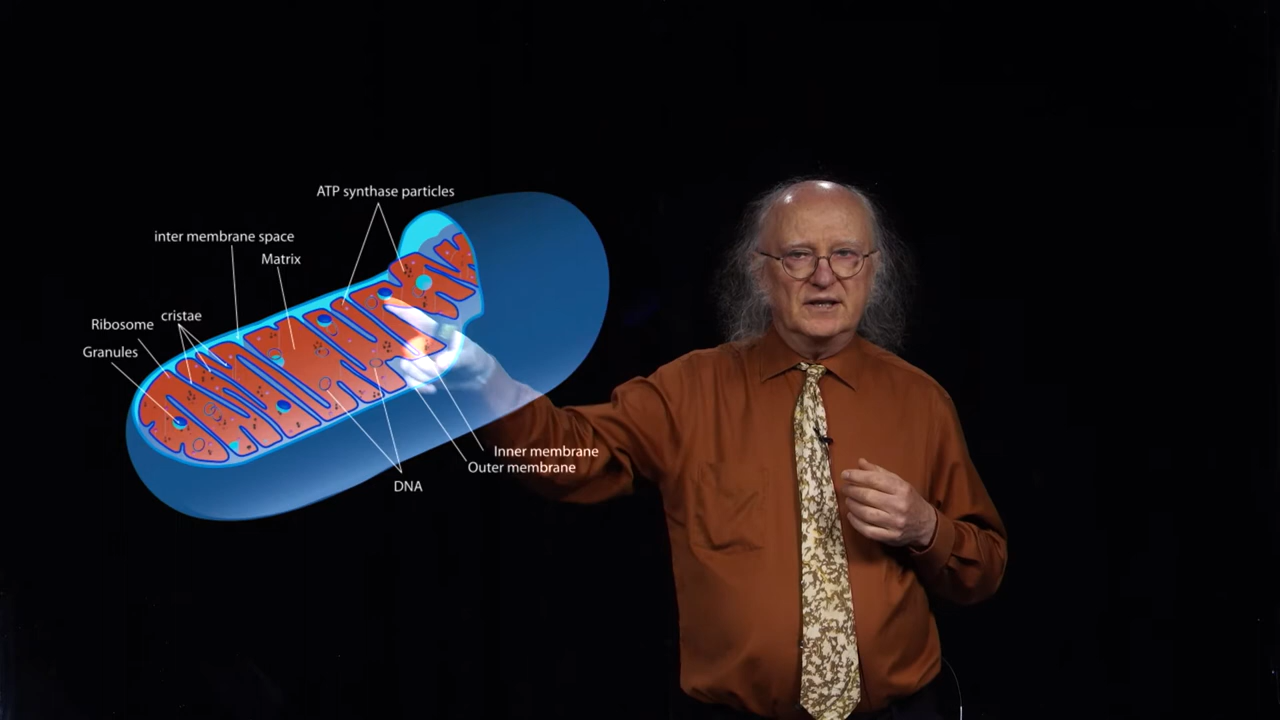 ATP synthase particles
inter membrane space
Matrix
cristae
Ribosome
Granules
Inner membrane
Outer membrane
DNA